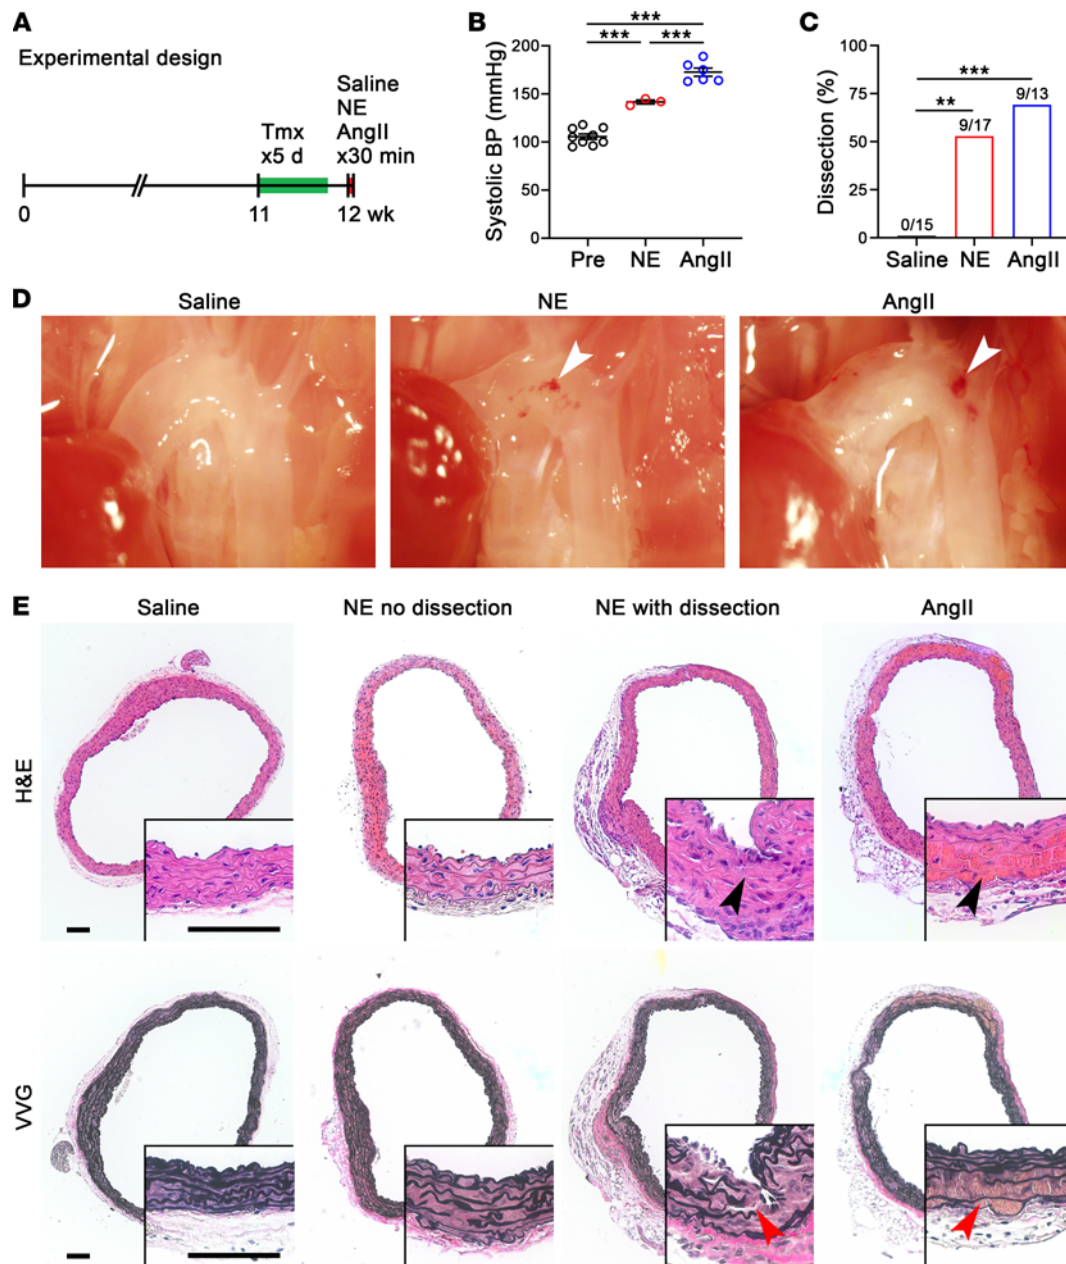 A
Experimental design
Saline
NE
AngII
x30 min
Tmx
x5 d
0
11
12 wk
B
Systolic BP (mmHg)
200
150
100
50
0
***
***
***
Pre
NE
AngII
C
Dissection (%)
100
75
50
25
0
***
**
0/15
9/17
9/13
Saline
NE
AngII
D
Saline
NE
AngII
E
Saline
NE no dissection
NE with dissection
AngII
H&E
VVG